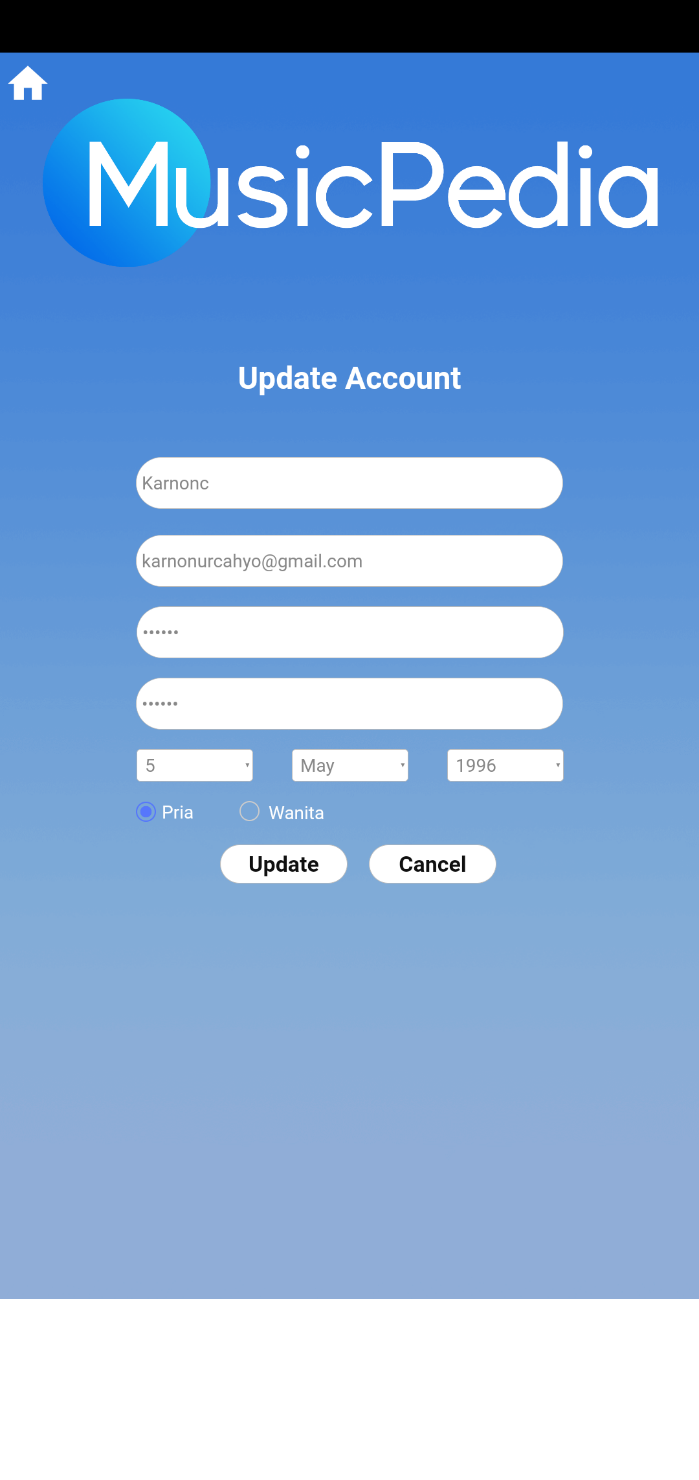 MusicPedia
Update Account
Karnonc
karnonurcahyo@gmail.com
••••••
••••••
5 May 1996
Pria Wanita
Update Cancel